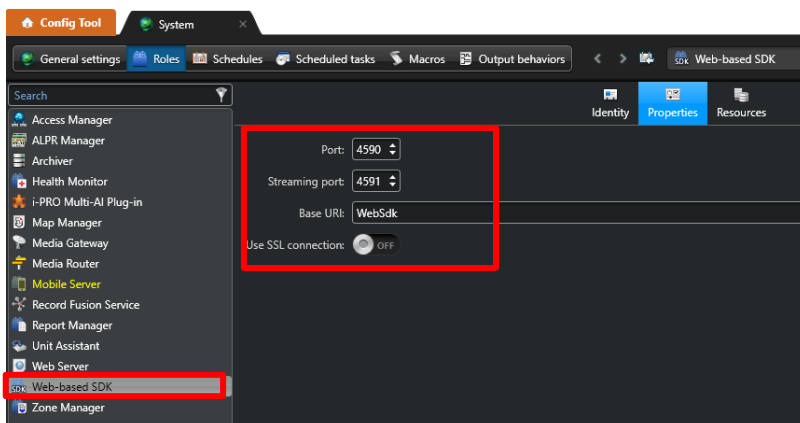 Config Tool
System
General settings Roles Schedules Scheduled tasks Macros Output behaviors SDK Web-based SDK
Search
Identity Properties Resources
Access Manager
ALPR Manager
Archiver
Health Monitor
i-PRO Multi-AI Plug-in
Map Manager
Media Gateway
Media Router
Mobile Server
Record Fusion Service
Report Manager
Unit Assistant
Web Server
SDK Web-based SDK
Zone Manager
Port: 4590
Streaming port: 4591
Base URI: WebSdk
Use SSL connection: OFF